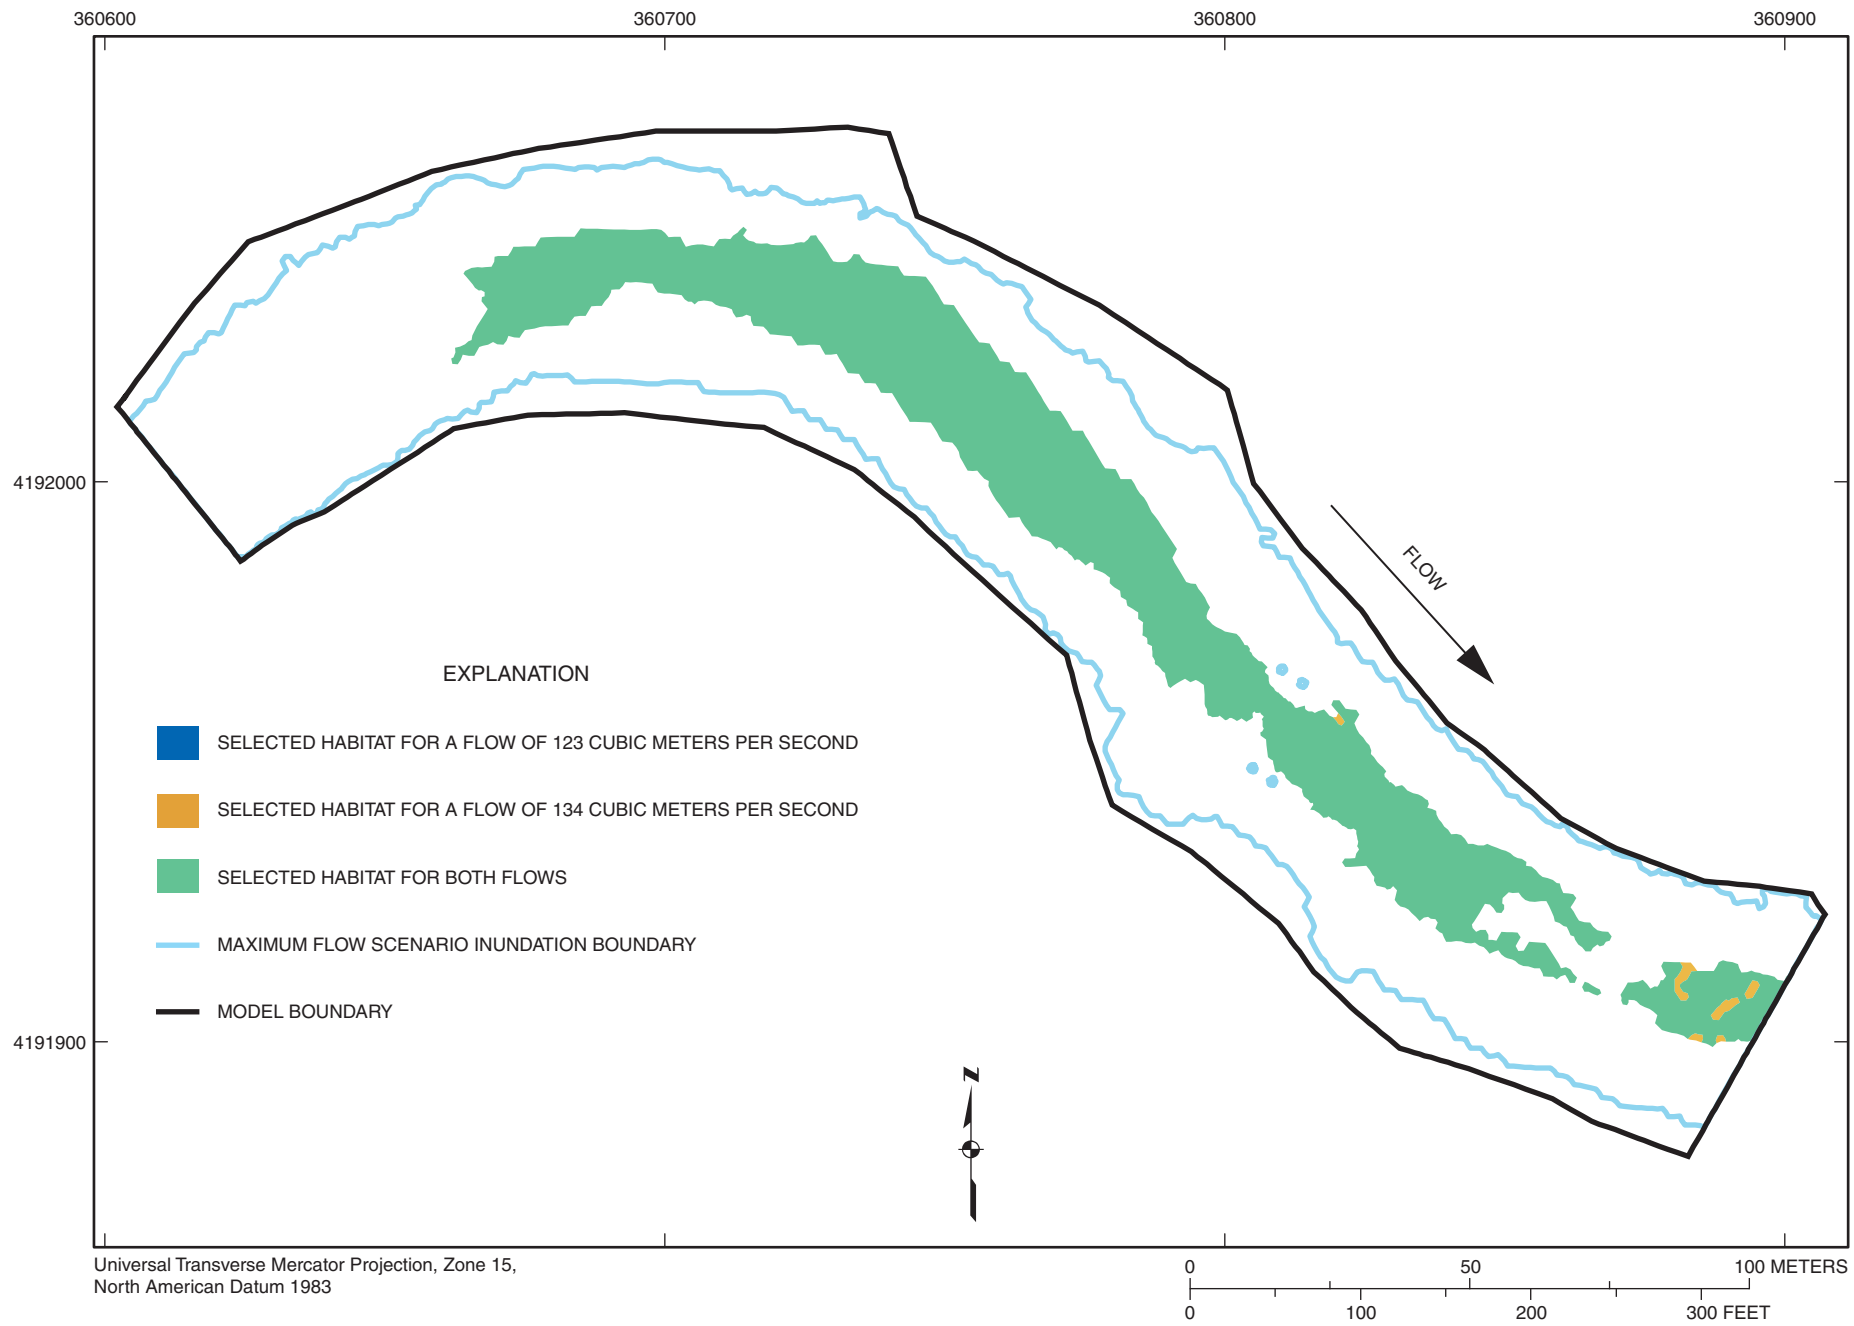 360600 360700 360800 360900
4192000
FLOW
EXPLANATION
SELECTED HABITAT FOR A FLOW OF 123 CUBIC METERS PER SECOND
SELECTED HABITAT FOR A FLOW OF 134 CUBIC METERS PER SECOND
SELECTED HABITAT FOR BOTH FLOWS
MAXIMUM FLOW SCENARIO INUNDATION BOUNDARY
MODEL BOUNDARY
4191900
N
Universal Transverse Mercator Projection, Zone 15,
North American Datum 1983
0 50 100 METERS
0 100 200 300 FEET